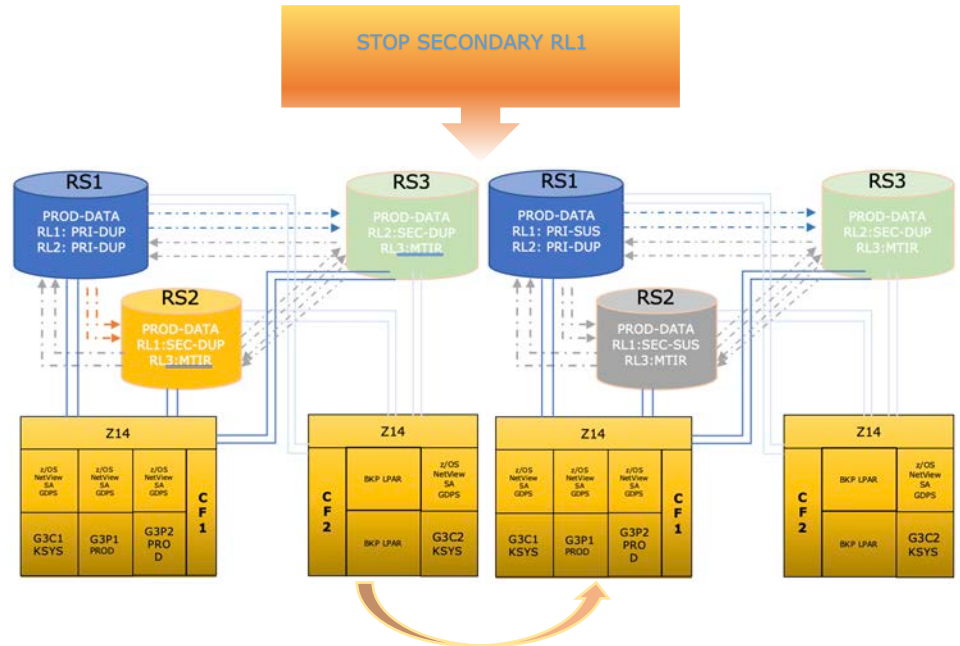 STOP SECONDARY RL1
RS1
PROD-DATA
RL1: PRI-DUP
RL2: PRI-DUP
RS3
PROD-DATA
RL2:SEC-DUP
RL3:MTIR
RS2
PROD-DATA
RL1:SEC-DUP
RL3:MTIR
Z14
z/OS
NetView
SA
GDPS
z/OS
NetView
SA
GDPS
z/OS
NetView
SA
GDPS
C
F
1
G3C1
KSYS
G3P1
PROD
G3P2
PRO
D
Z14
C
F
2
BKP LPAR
z/OS
NetView
SA
GDPS
BKP LPAR
G3C2
KSYS
RS1
PROD-DATA
RL1: PRI-SUS
RL2: PRI-DUP
RS3
PROD-DATA
RL2:SEC-DUP
RL3:MTIR
RS2
PROD-DATA
RL1:SEC-SUS
RL3:MTIR
Z14
z/OS
NetView
SA
GDPS
z/OS
NetView
SA
GDPS
z/OS
NetView
SA
GDPS
C
F
1
G3C1
KSYS
G3P1
PROD
G3P2
PRO
D
Z14
C
F
2
BKP LPAR
z/OS
NetView
SA
GDPS
BKP LPAR
G3C2
KSYS